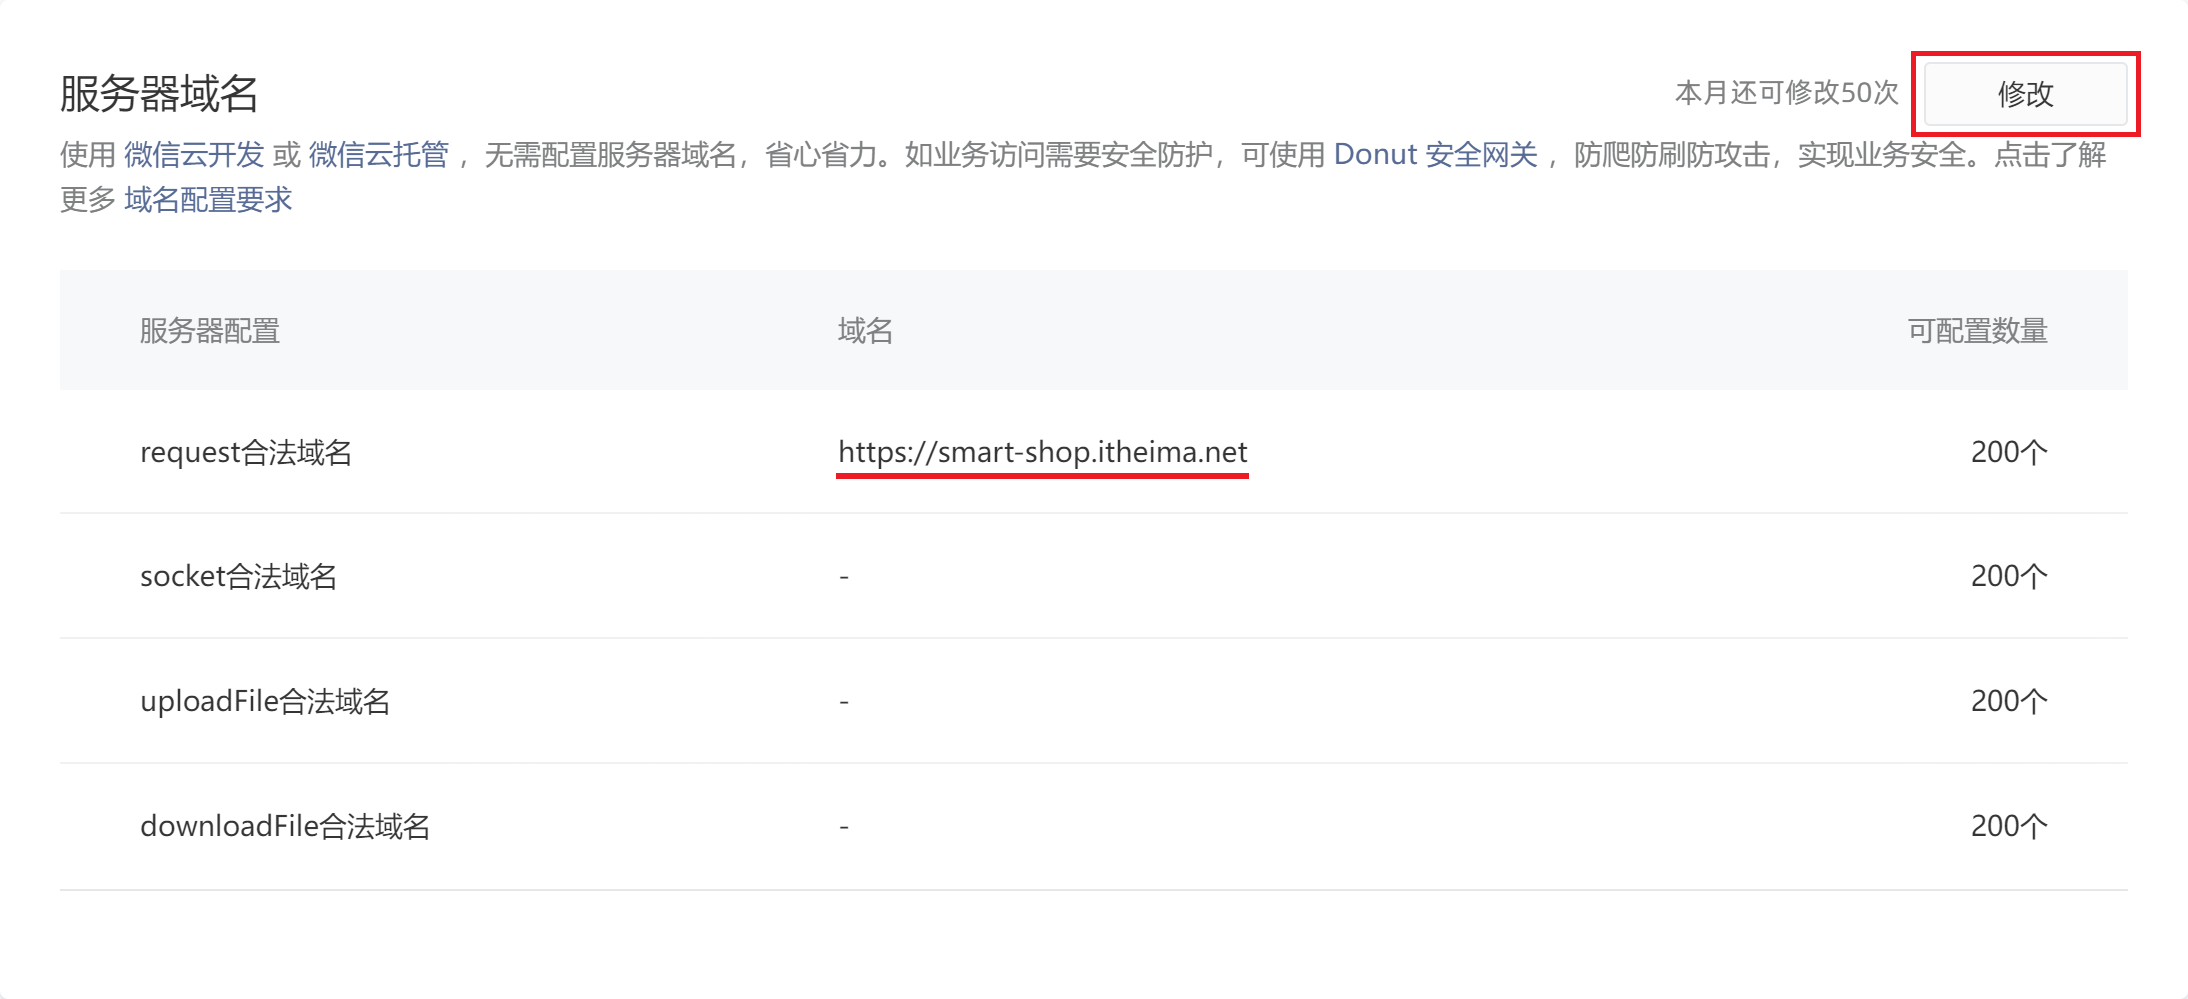 服务器域名
本月还可修改50次
修改
使用 微信云开发 或 微信云托管 ，无需配置服务器域名，省心省力。如业务访问需要安全防护，可使用 Donut 安全网关 ，防爬防刷防攻击，实现业务安全。点击了解
更多 域名配置要求
服务器配置 域名 可配置数量
request合法域名 https://smart-shop.itheima.net 200个
socket合法域名 - 200个
uploadFile合法域名 - 200个
downloadFile合法域名 - 200个